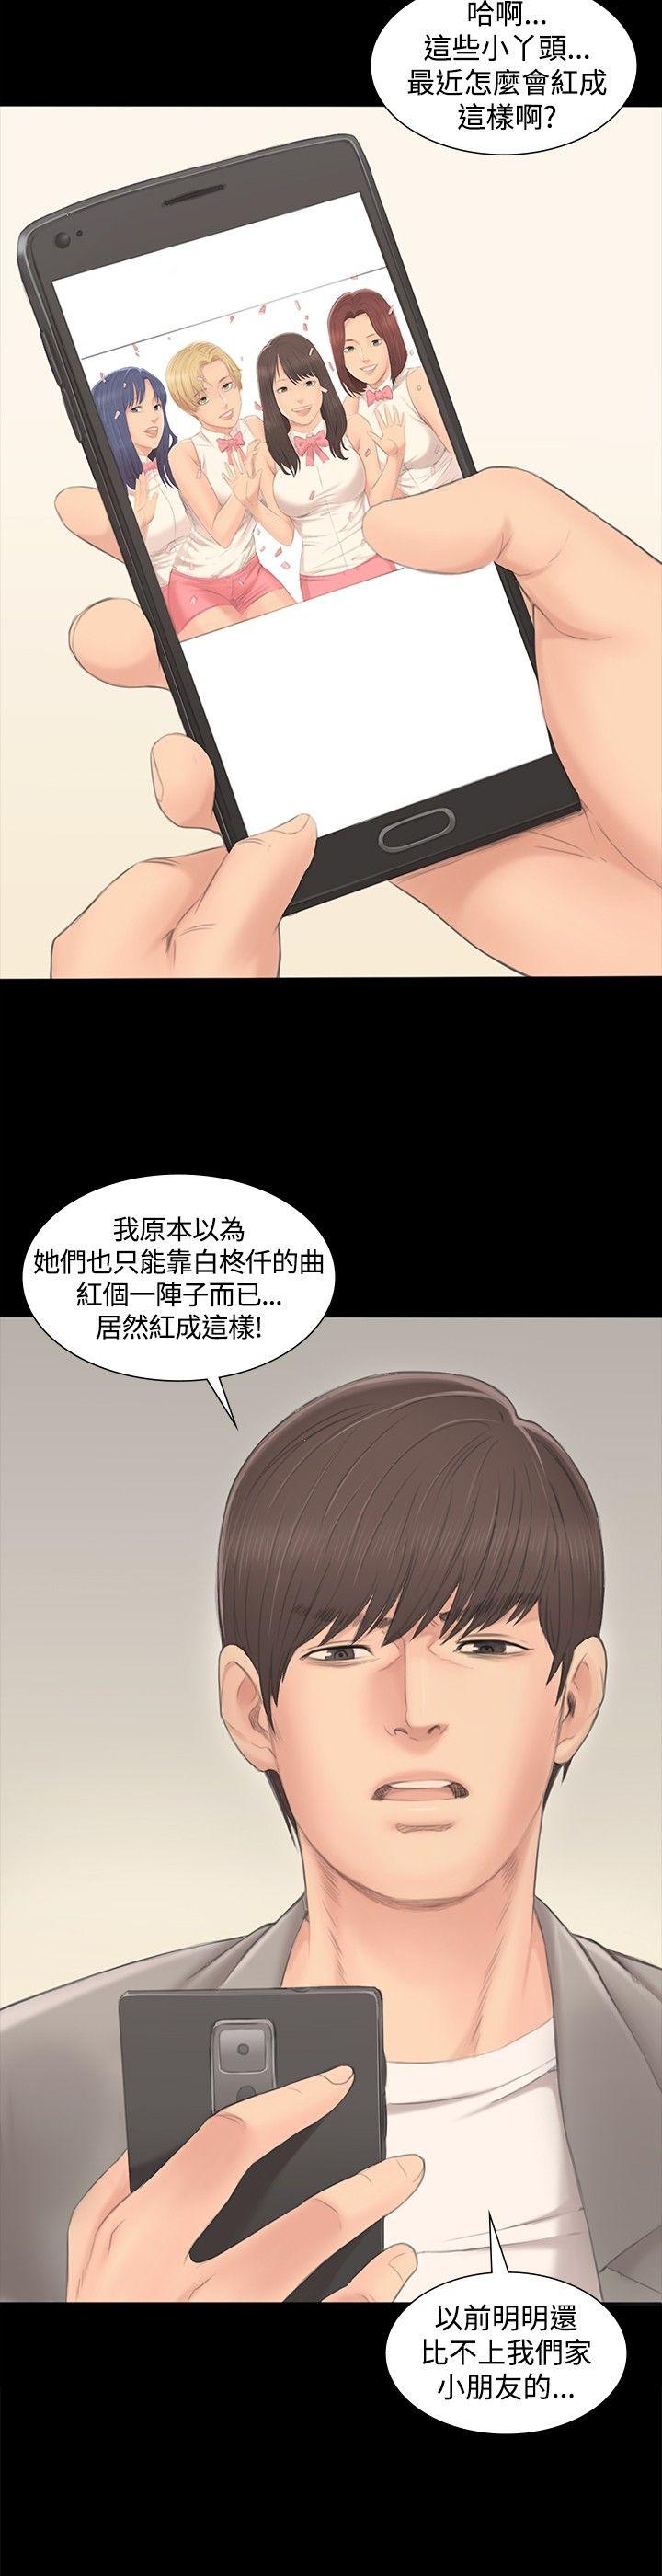 哈啊...
這些小丫頭...
最近怎麼會紅成
這樣啊?
我原本以為
她們也只能靠白柊仟的曲
紅個一陣子而已...
居然紅成這樣!
以前明明還
比不上我們家
小朋友的...